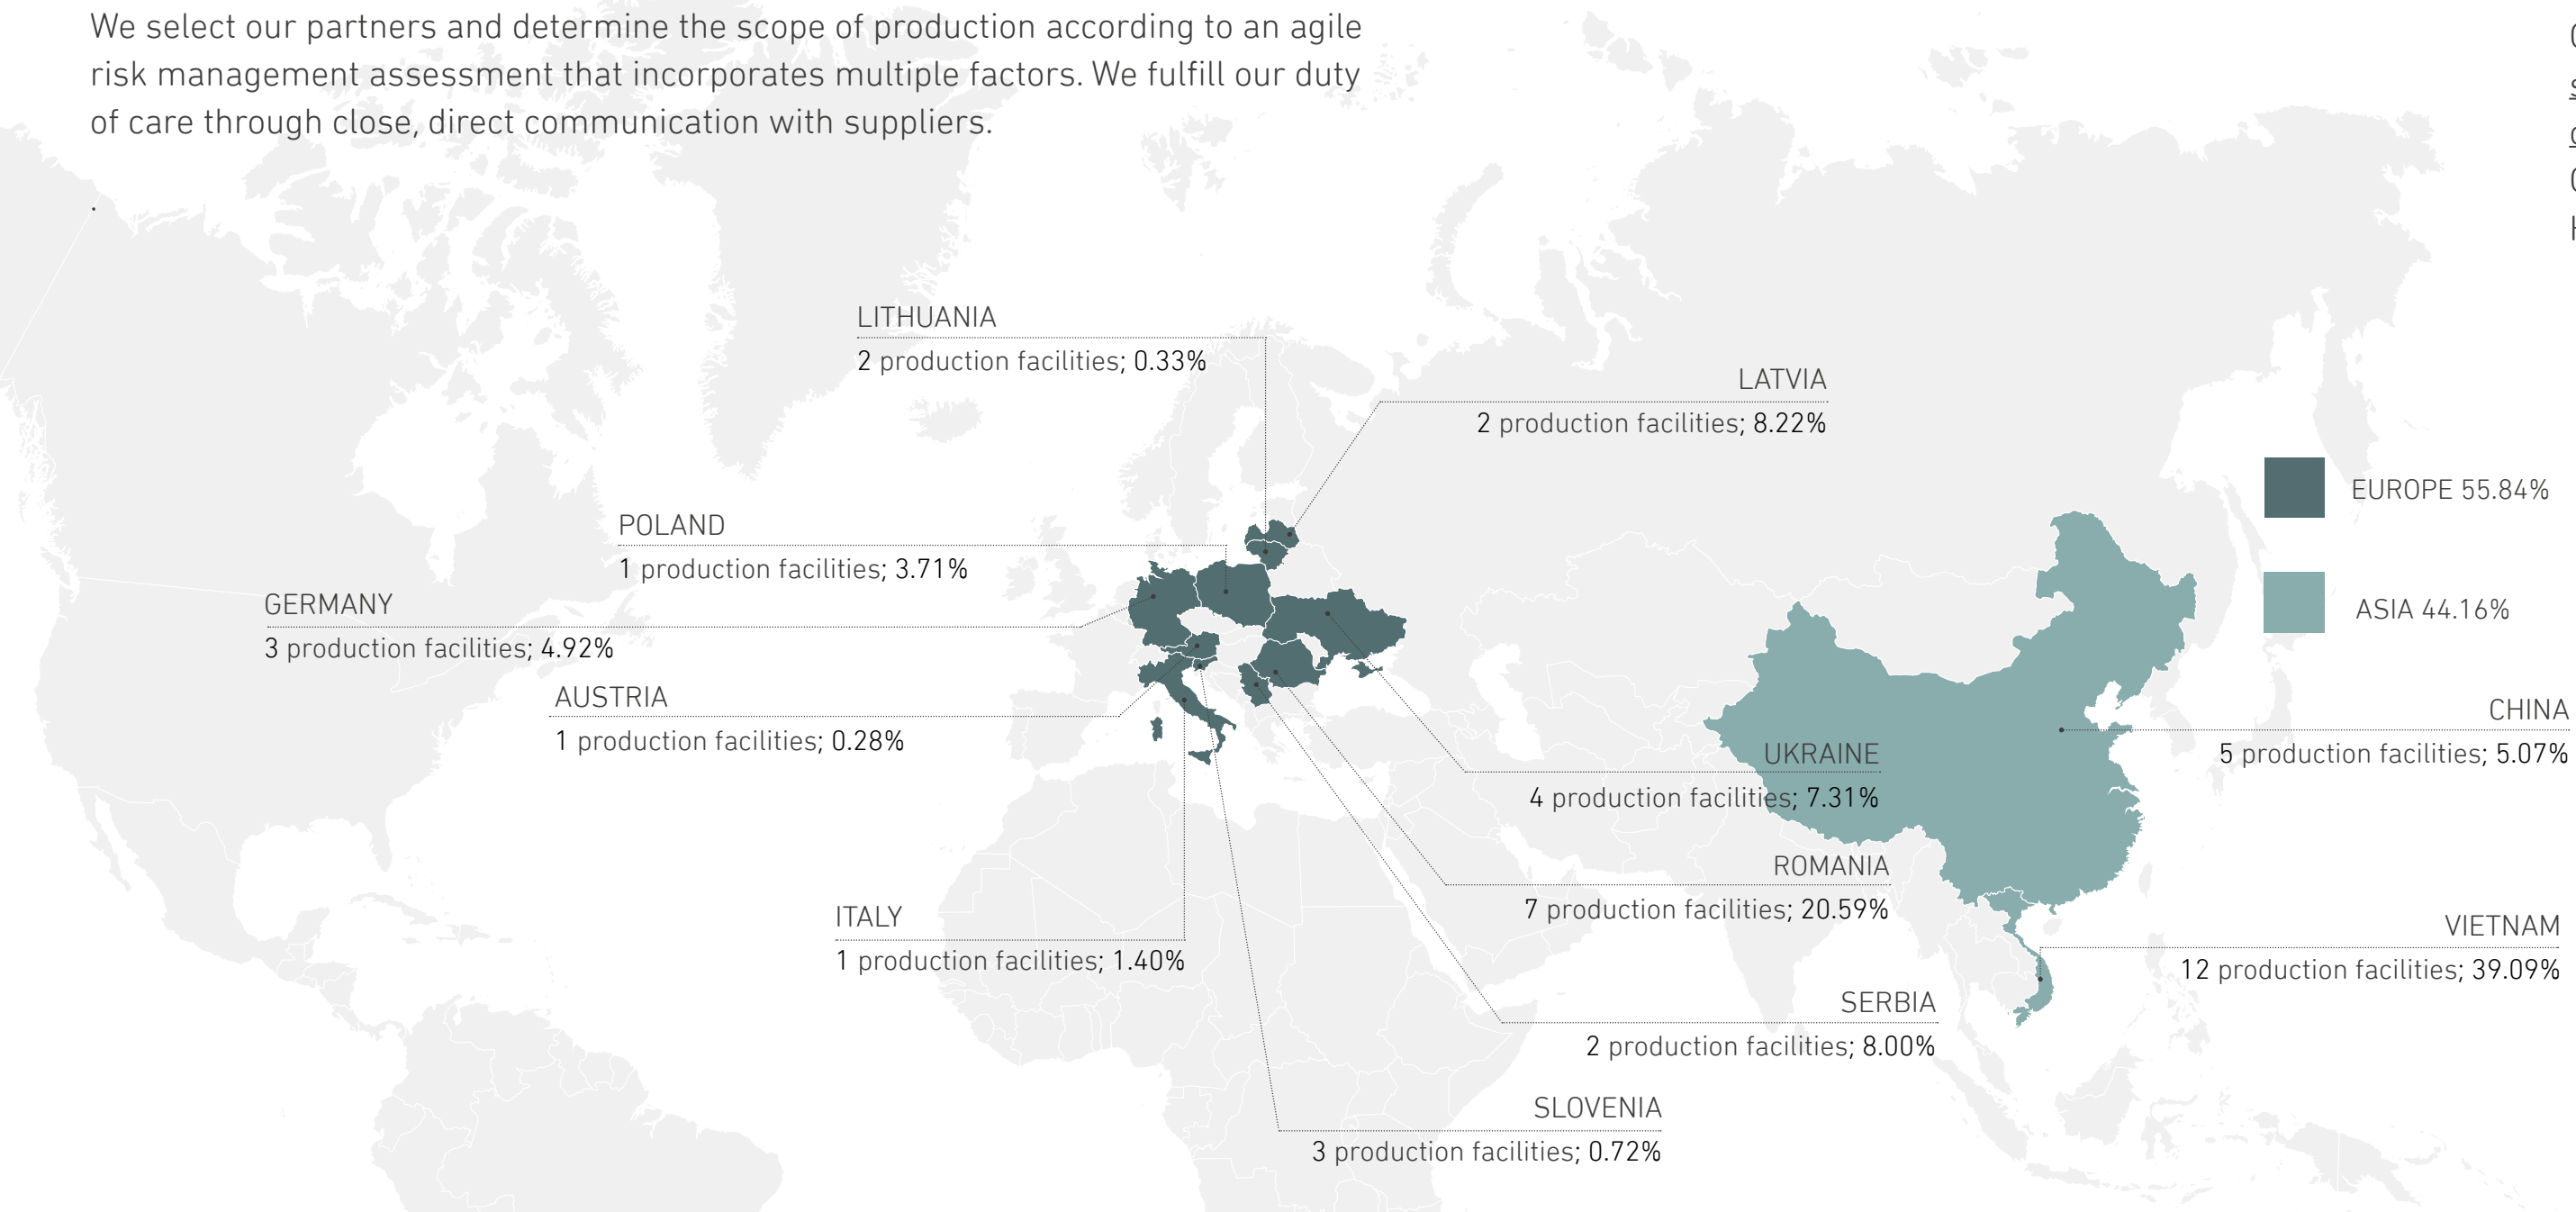 We select our partners and determine the scope of production according to an agile
risk management assessment that incorporates multiple factors. We fulfill our duty
of care through close, direct communication with suppliers.
LITHUANIA
2 production facilities; 0.33%
LATVIA
2 production facilities; 8.22%
EUROPE 55.84%
POLAND
1 production facilities; 3.71%
GERMANY
3 production facilities; 4.92%
ASIA 44.16%
AUSTRIA
1 production facilities; 0.28%
CHINA
5 production facilities; 5.07%
UKRAINE
4 production facilities; 7.31%
ROMANIA
7 production facilities; 20.59%
ITALY
1 production facilities; 1.40%
VIETNAM
12 production facilities; 39.09%
SERBIA
2 production facilities; 8.00%
SLOVENIA
3 production facilities; 0.72%